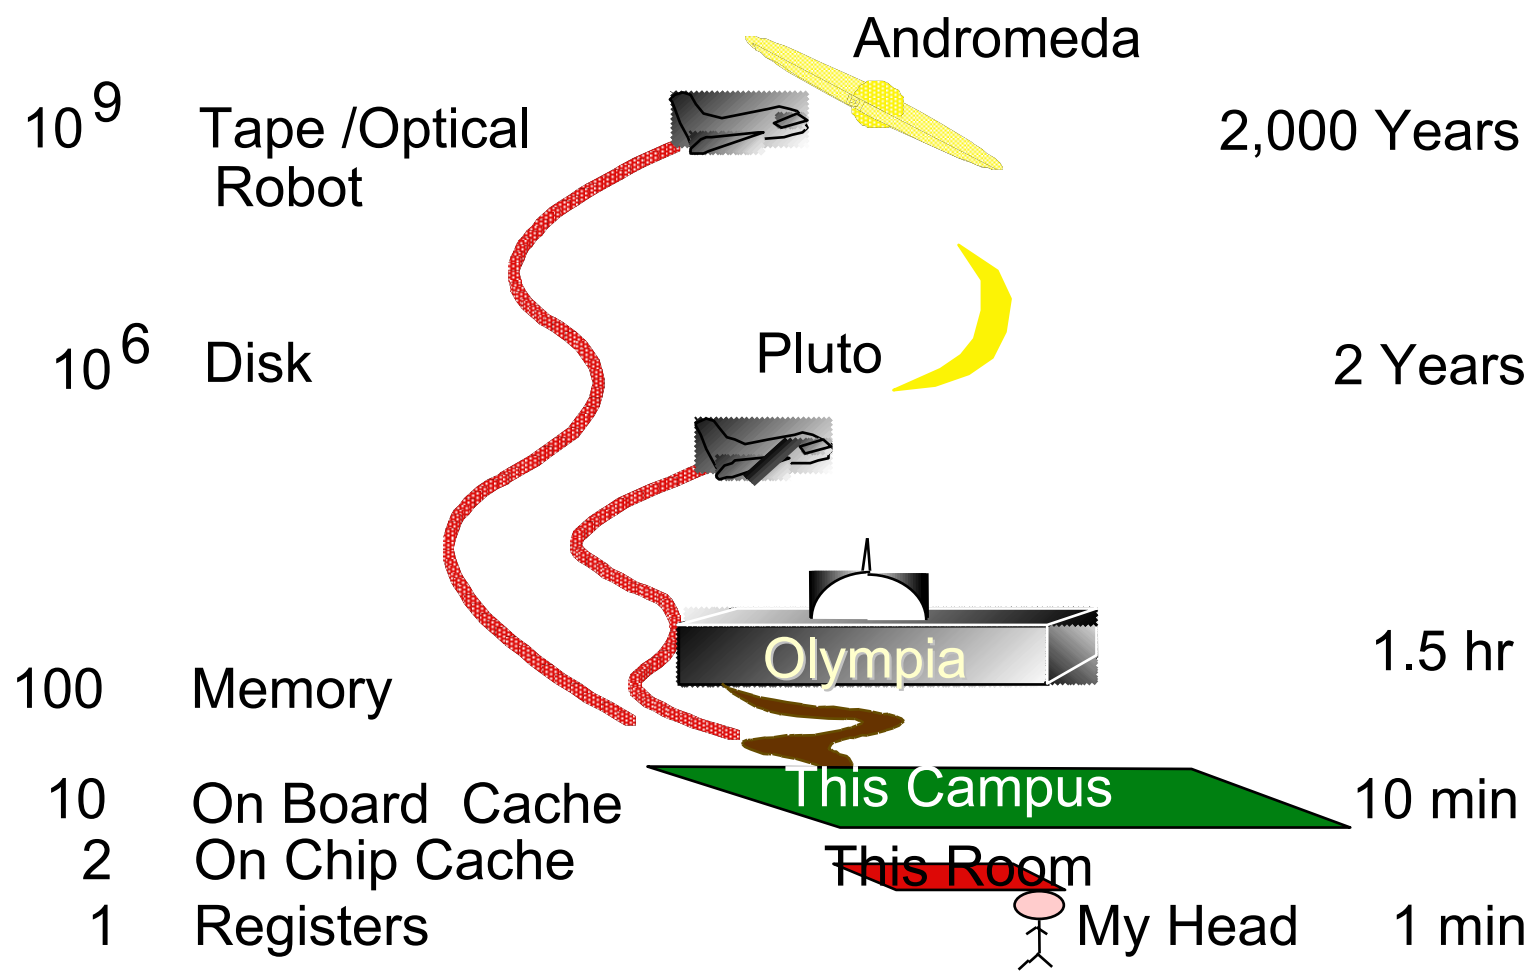 Andromeda
10^9 Tape /Optical Robot 2,000 Years
10^6 Disk Pluto 2 Years
Olympia 1.5 hr
100 Memory
10 On Board Cache This Campus 10 min
2 On Chip Cache This Room
1 Registers My Head 1 min